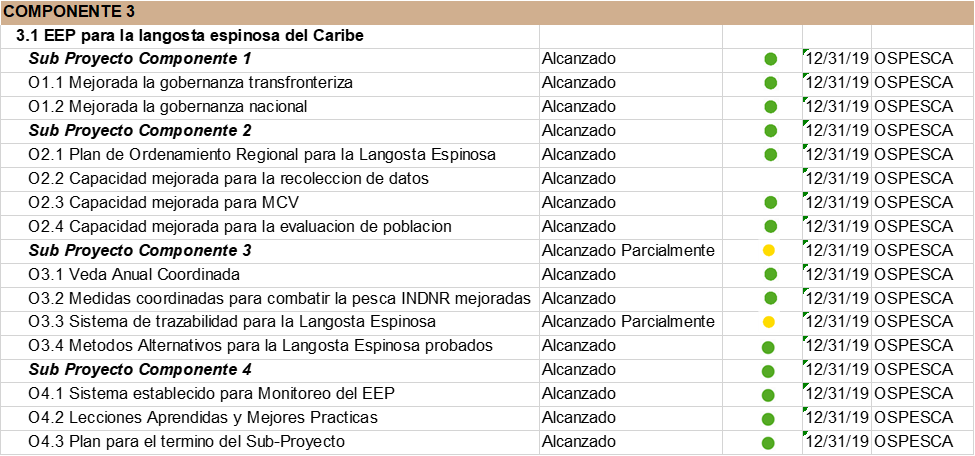 COMPONENTE 3
3.1 EEP para la langosta espinosa del Caribe
Sub Proyecto Componente 1 Alcanzado 12/31/19 OSPESCA
O1.1 Mejorada la gobernanza transfronteriza Alcanzado 12/31/19 OSPESCA
O1.2 Mejorada la gobernanza nacional Alcanzado 12/31/19 OSPESCA
Sub Proyecto Componente 2 Alcanzado 12/31/19 OSPESCA
O2.1 Plan de Ordenamiento Regional para la Langosta Espinosa Alcanzado 12/31/19 OSPESCA
O2.2 Capacidad mejorada para la recoleccion de datos Alcanzado 12/31/19 OSPESCA
O2.3 Capacidad mejorada para MCV Alcanzado 12/31/19 OSPESCA
O2.4 Capacidad mejorada para la evaluacion de poblacion Alcanzado 12/31/19 OSPESCA
Sub Proyecto Componente 3 Alcanzado Parcialmente 12/31/19 OSPESCA
O3.1 Veda Anual Coordinada Alcanzado 12/31/19 OSPESCA
O3.2 Medidas coordinadas para combatir la pesca INDNR mejoradas Alcanzado 12/31/19 OSPESCA
O3.3 Sistema de trazabilidad para la Langosta Espinosa Alcanzado Parcialmente 12/31/19 OSPESCA
O3.4 Metodos Alternativos para la Langosta Espinosa probados Alcanzado 12/31/19 OSPESCA
Sub Proyecto Componente 4 Alcanzado 12/31/19 OSPESCA
O4.1 Sistema establecido para Monitoreo del EEP Alcanzado 12/31/19 OSPESCA
O4.2 Lecciones Aprendidas y Mejores Practicas Alcanzado 12/31/19 OSPESCA
O4.3 Plan para el termino del Sub-Proyecto Alcanzado 12/31/19 OSPESCA